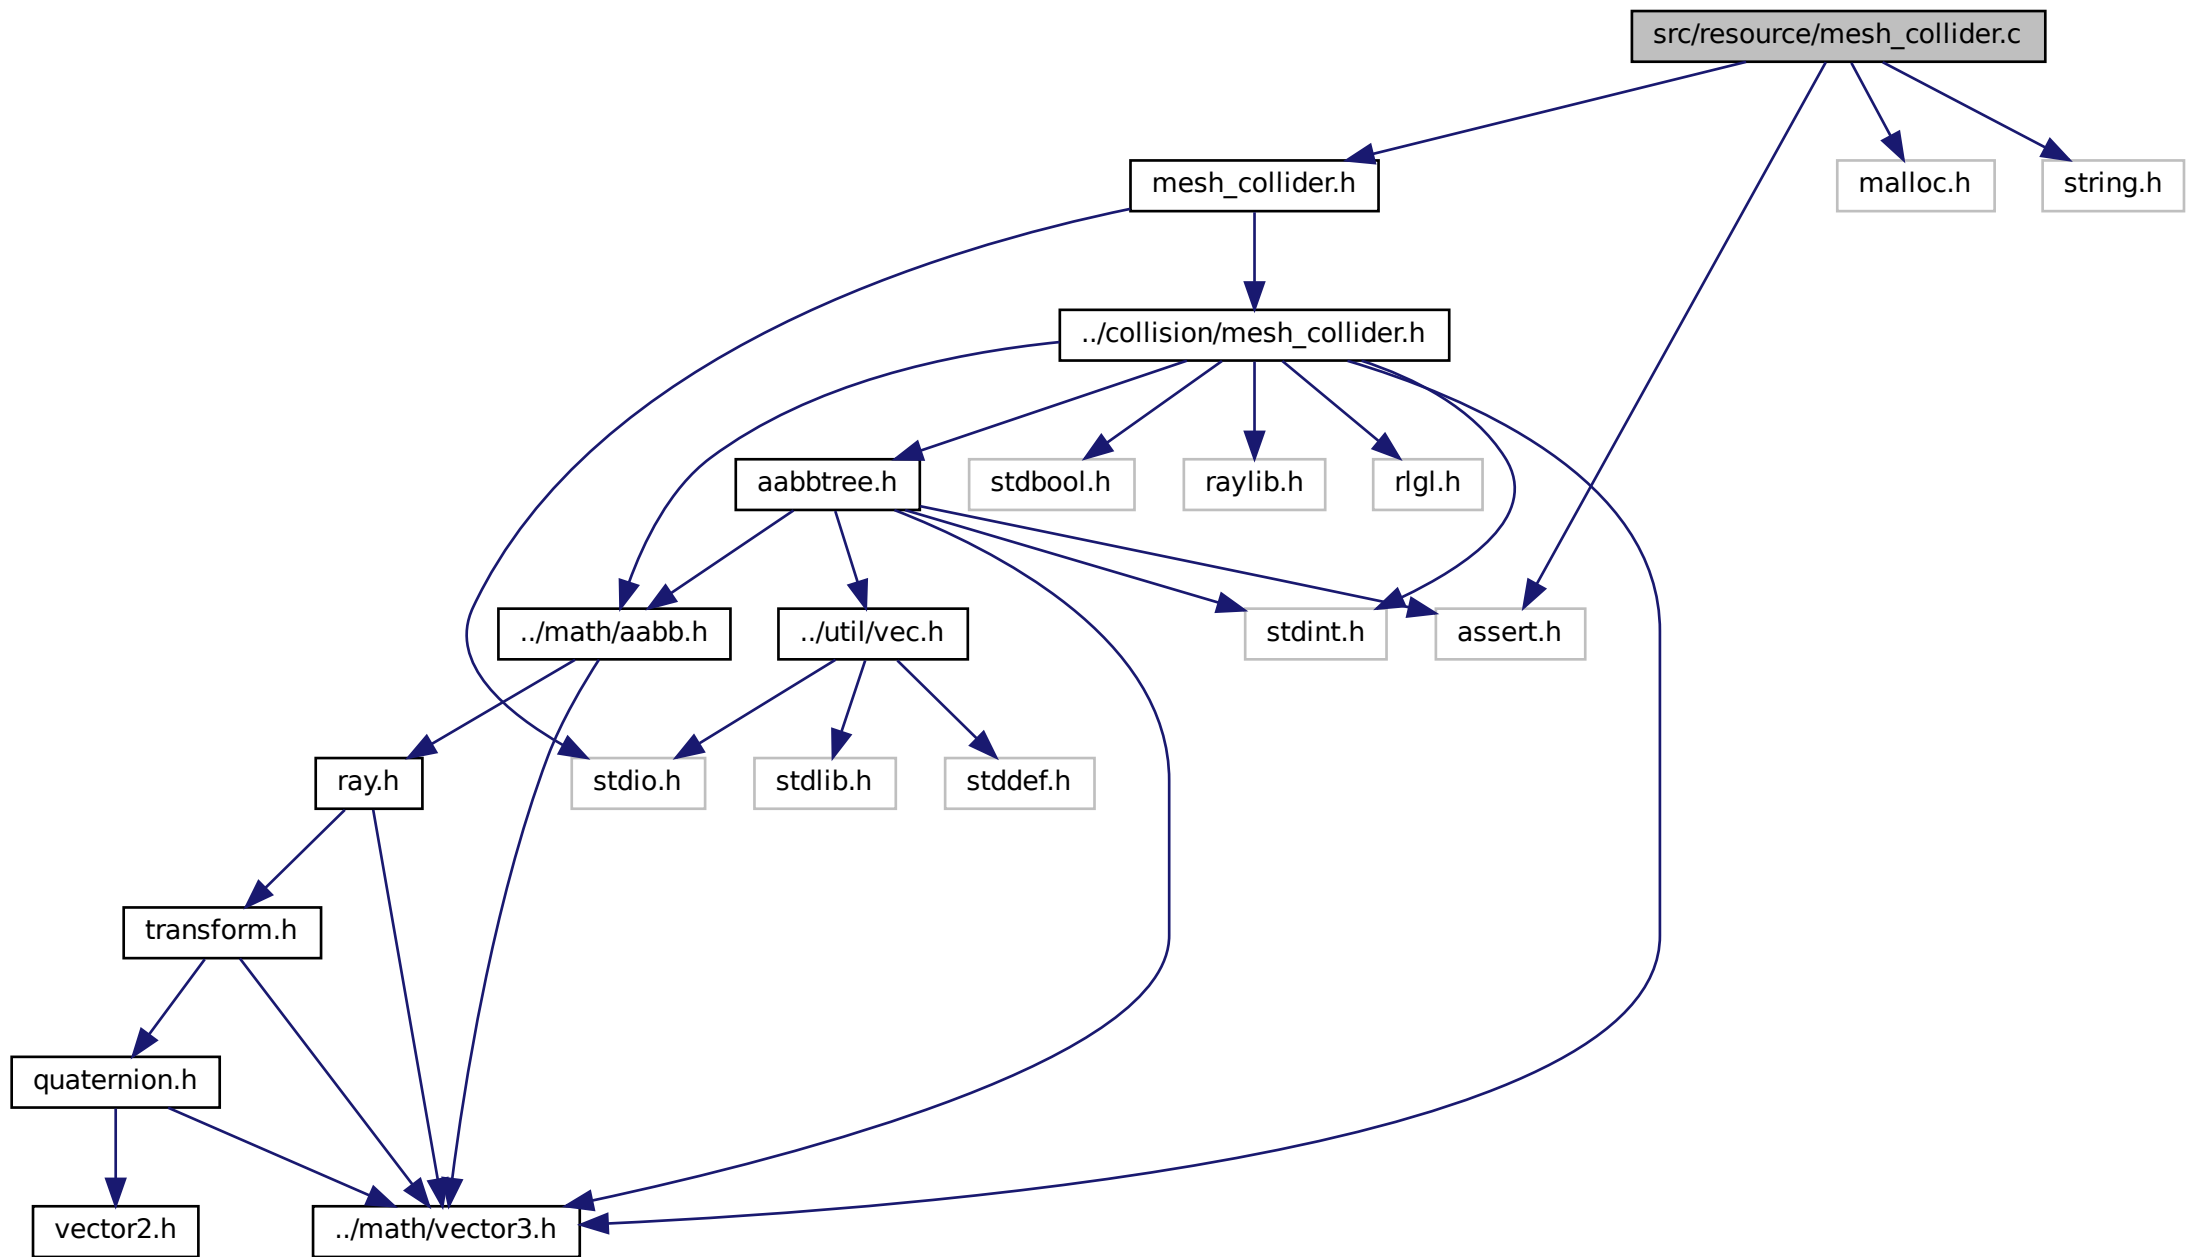 src/resource/mesh_collider.c
mesh_collider.h
malloc.h
string.h
../collision/mesh_collider.h
aabbtree.h
stdbool.h
raylib.h
rlgl.h
../math/aabb.h
../util/vec.h
stdint.h
assert.h
ray.h
stdio.h
stdlib.h
stddef.h
transform.h
quaternion.h
vector2.h
../math/vector3.h